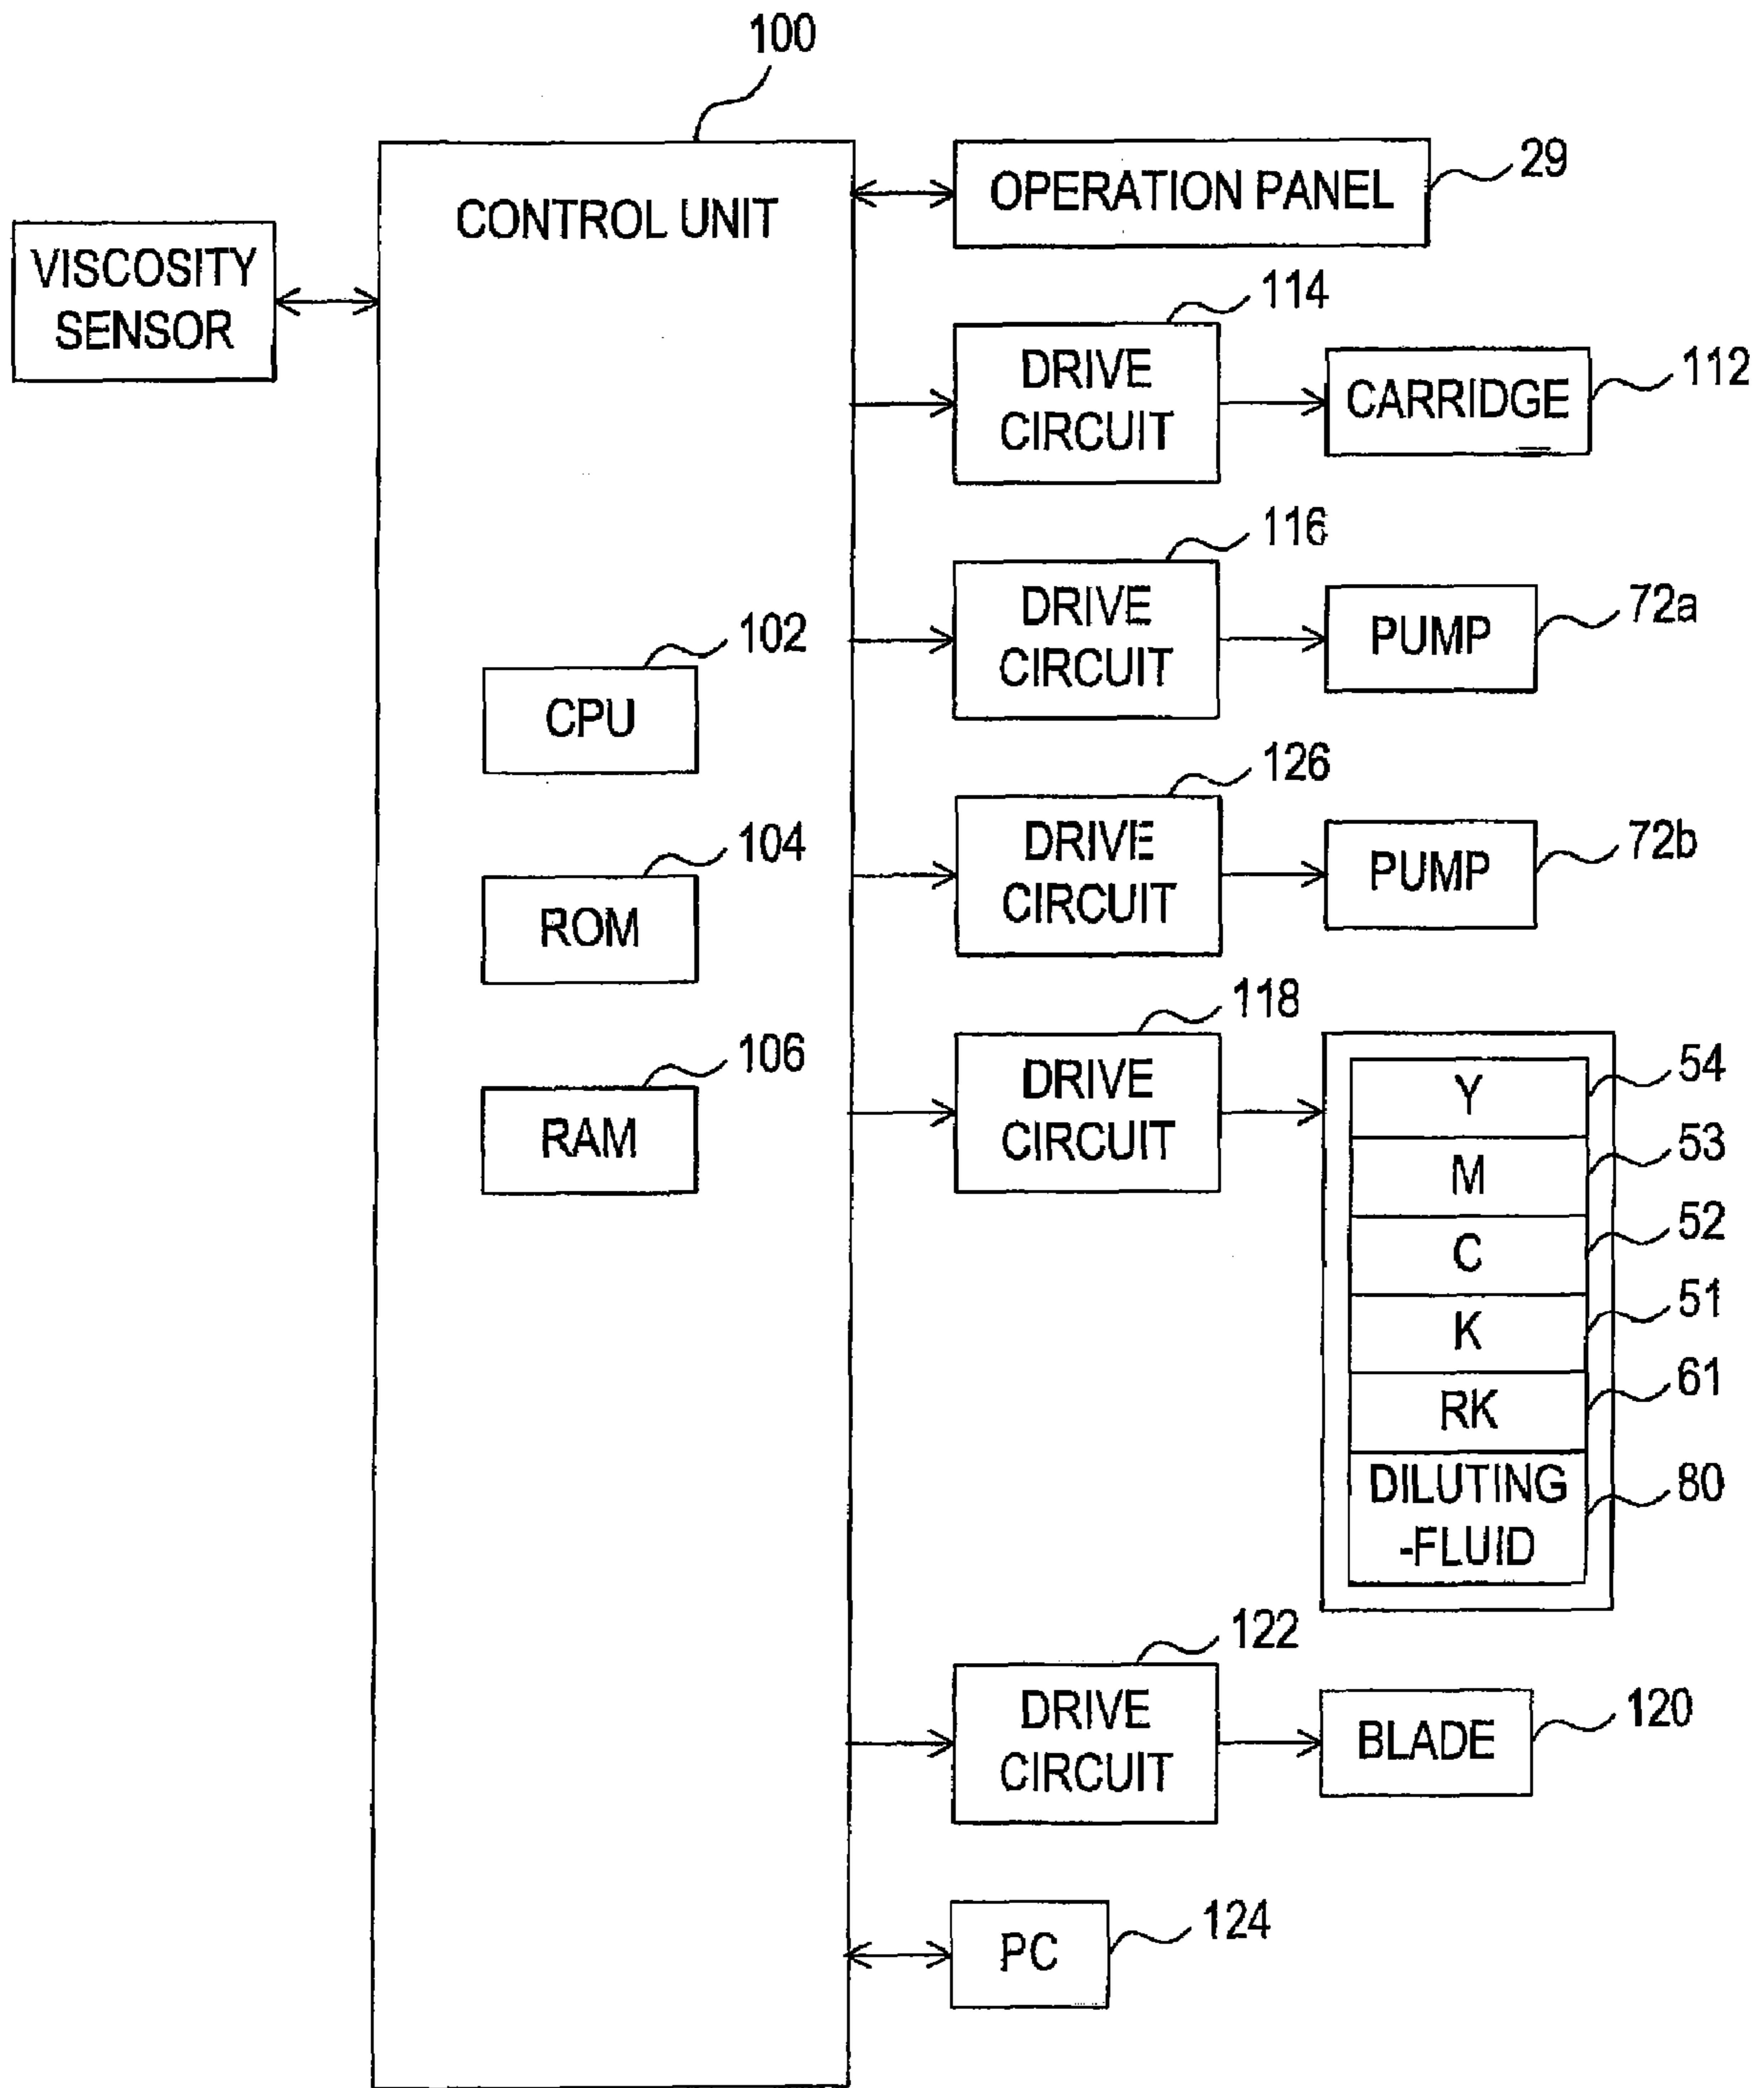 100
CONTROL UNIT
VISCOSITY
SENSOR
OPERATION PANEL
29
114
DRIVE
CIRCUIT
CARRIDGE
112
116
DRIVE
CIRCUIT
PUMP
72a
102
CPU
126
DRIVE
CIRCUIT
PUMP
72b
104
ROM
118
DRIVE
CIRCUIT
106
RAM
Y
54
M
53
C
52
K
51
RK
61
DILUTING
-FLUID
80
122
DRIVE
CIRCUIT
BLADE
120
PC
124